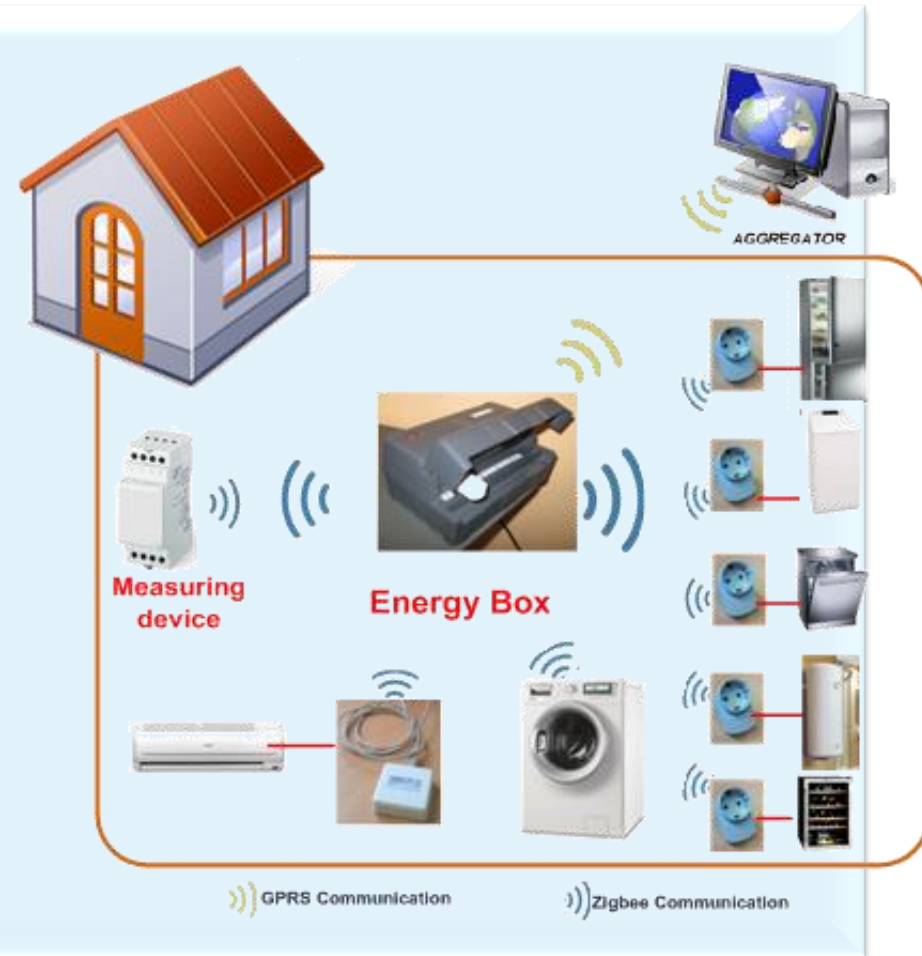 AGGREGATOR
Measuring
device
Energy Box
GPRS Communication
Zigbee Communication